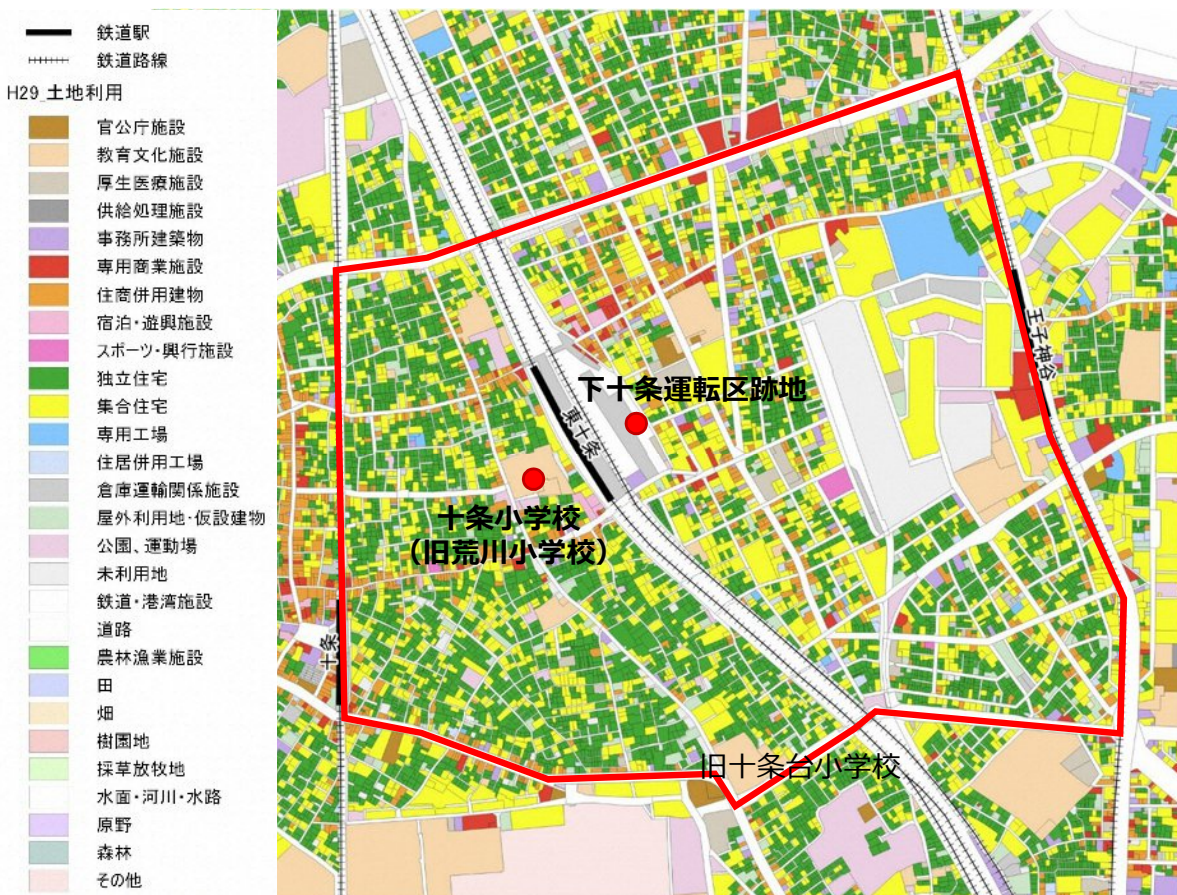 鉄道駅
鉄道路線
H29_土地利用
官公庁施設
教育文化施設
厚生医療施設
供給処理施設
事務所建築物
専用商業施設
住商併用建物
宿泊・遊興施設
スポーツ・興行施設
独立住宅
集合住宅
専用工場
住居併用工場
倉庫運輸関係施設
屋外利用地・仮設建物
公園、運動場
未利用地
鉄道・港湾施設
道路
農林漁業施設
田
畑
樹園地
採草放牧地
水面・河川・水路
原野
森林
その他
王子神谷
下十条運転区跡地
東十条
十条小学校
（旧荒川小学校）
十条
旧十条台小学校